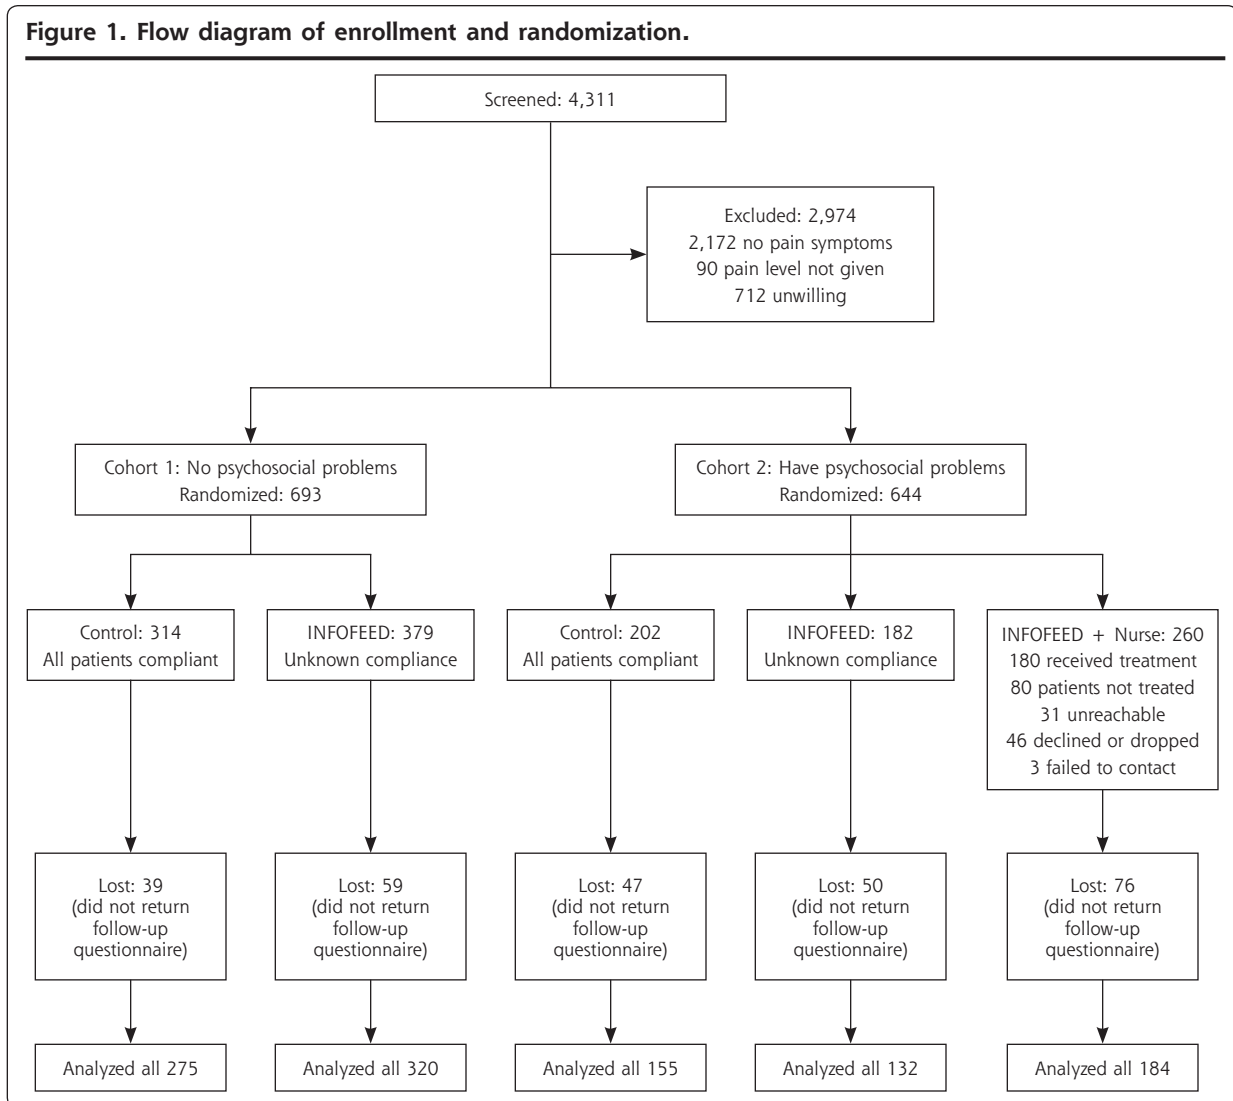 Figure 1. Flow diagram of enrollment and randomization.
Screened: 4,311
Excluded: 2,974
2,172 no pain symptoms
90 pain level not given
712 unwilling
Cohort 1: No psychosocial problems
Randomized: 693
Cohort 2: Have psychosocial problems
Randomized: 644
Control: 314
All patients compliant
INFOFEED: 379
Unknown compliance
Control: 202
All patients compliant
INFOFEED: 182
Unknown compliance
INFOFEED + Nurse: 260
180 received treatment
80 patients not treated
31 unreachable
46 declined or dropped
3 failed to contact
Lost: 39
(did not return
follow-up
questionnaire)
Lost: 59
(did not return
follow-up
questionnaire)
Lost: 47
(did not return
follow-up
questionnaire)
Lost: 50
(did not return
follow-up
questionnaire)
Lost: 76
(did not return
follow-up
questionnaire)
Analyzed all 275
Analyzed all 320
Analyzed all 155
Analyzed all 132
Analyzed all 184